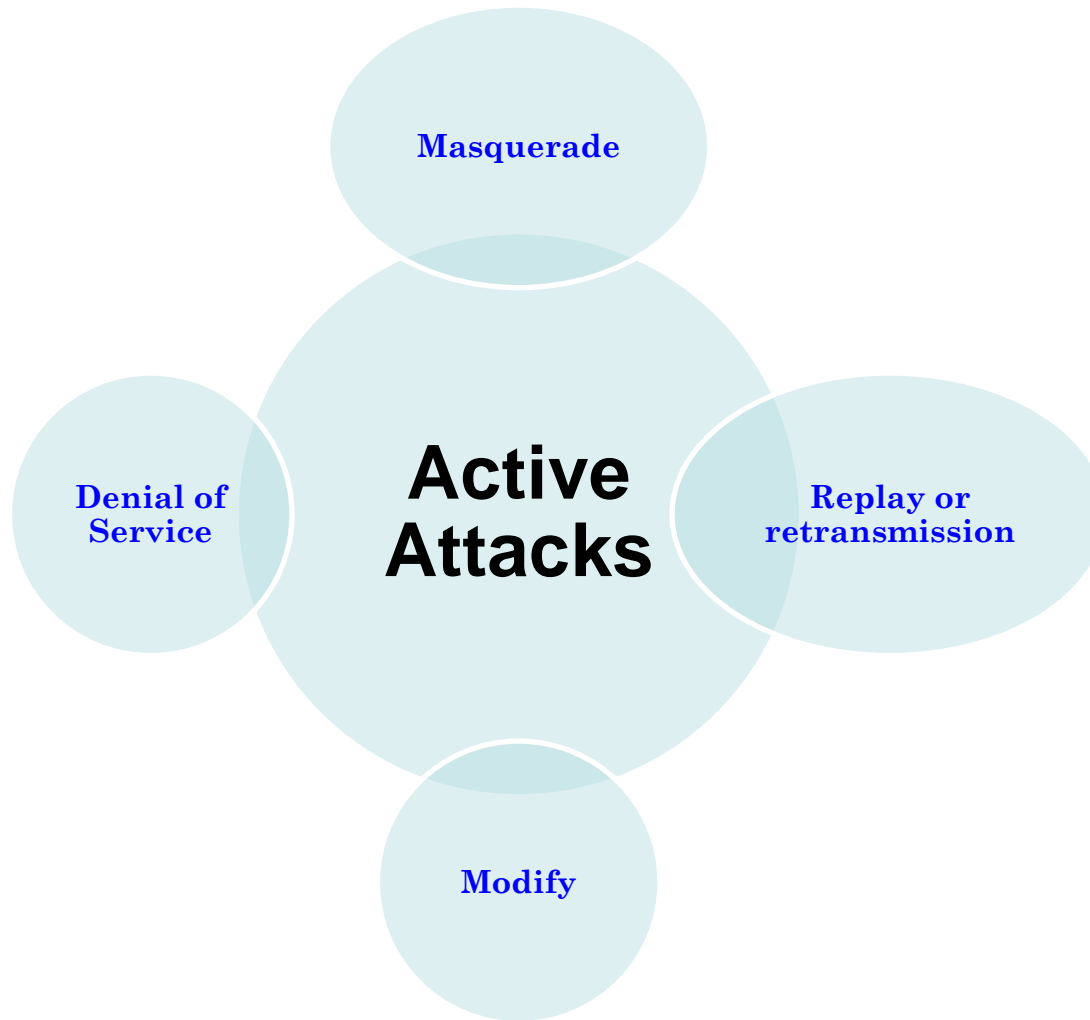 Masquerade
Denial of
Service
Active
Attacks
Replay or
retransmission
Modify